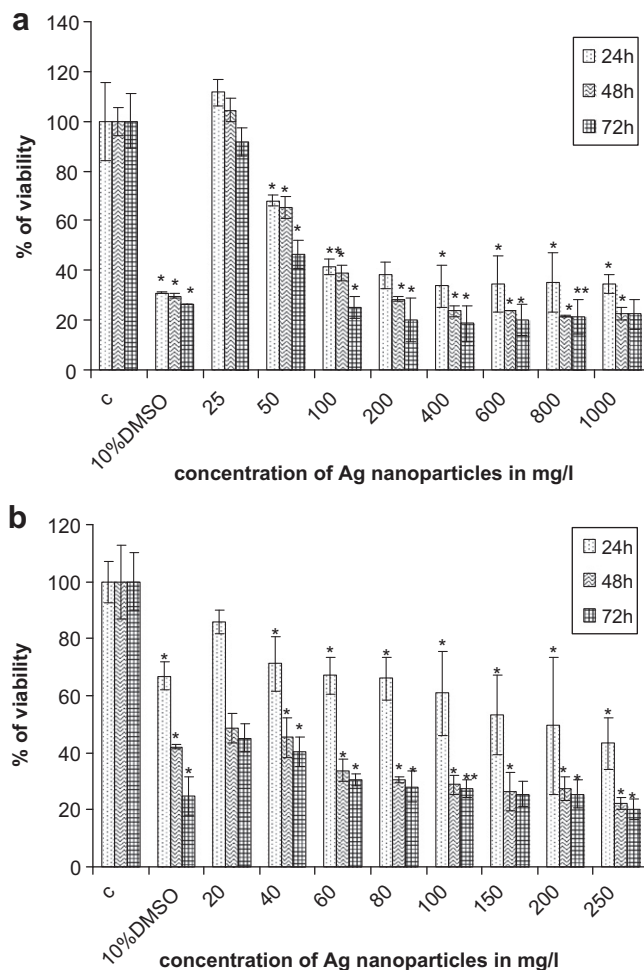 a
140
120
100
80
60
40
20
0
% of viability
24h
48h
72h
* * *
* * *
** * *
* *
* * *
* * *
* * **
* *
c 10%DMSO 25 50 100 200 400 600 800 1000
concentration of Ag nanoparticles in mg/l
b
120
100
80
60
40
20
0
% of viability
24h
48h
72h
* * *
* * *
* * *
* * *
* * **
* *
* * *
* * *
c 10%DMSO 20 40 60 80 100 150 200 250
concentration of Ag nanoparticles in mg/l